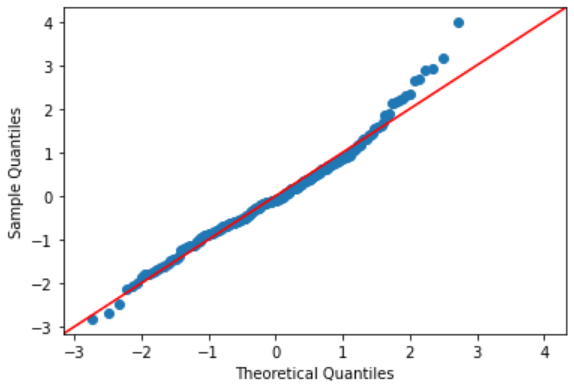 4
3
2
1
0
−1
−2
−3
Sample Quantiles
−3 −2 −1 0 1 2 3 4
Theoretical Quantiles